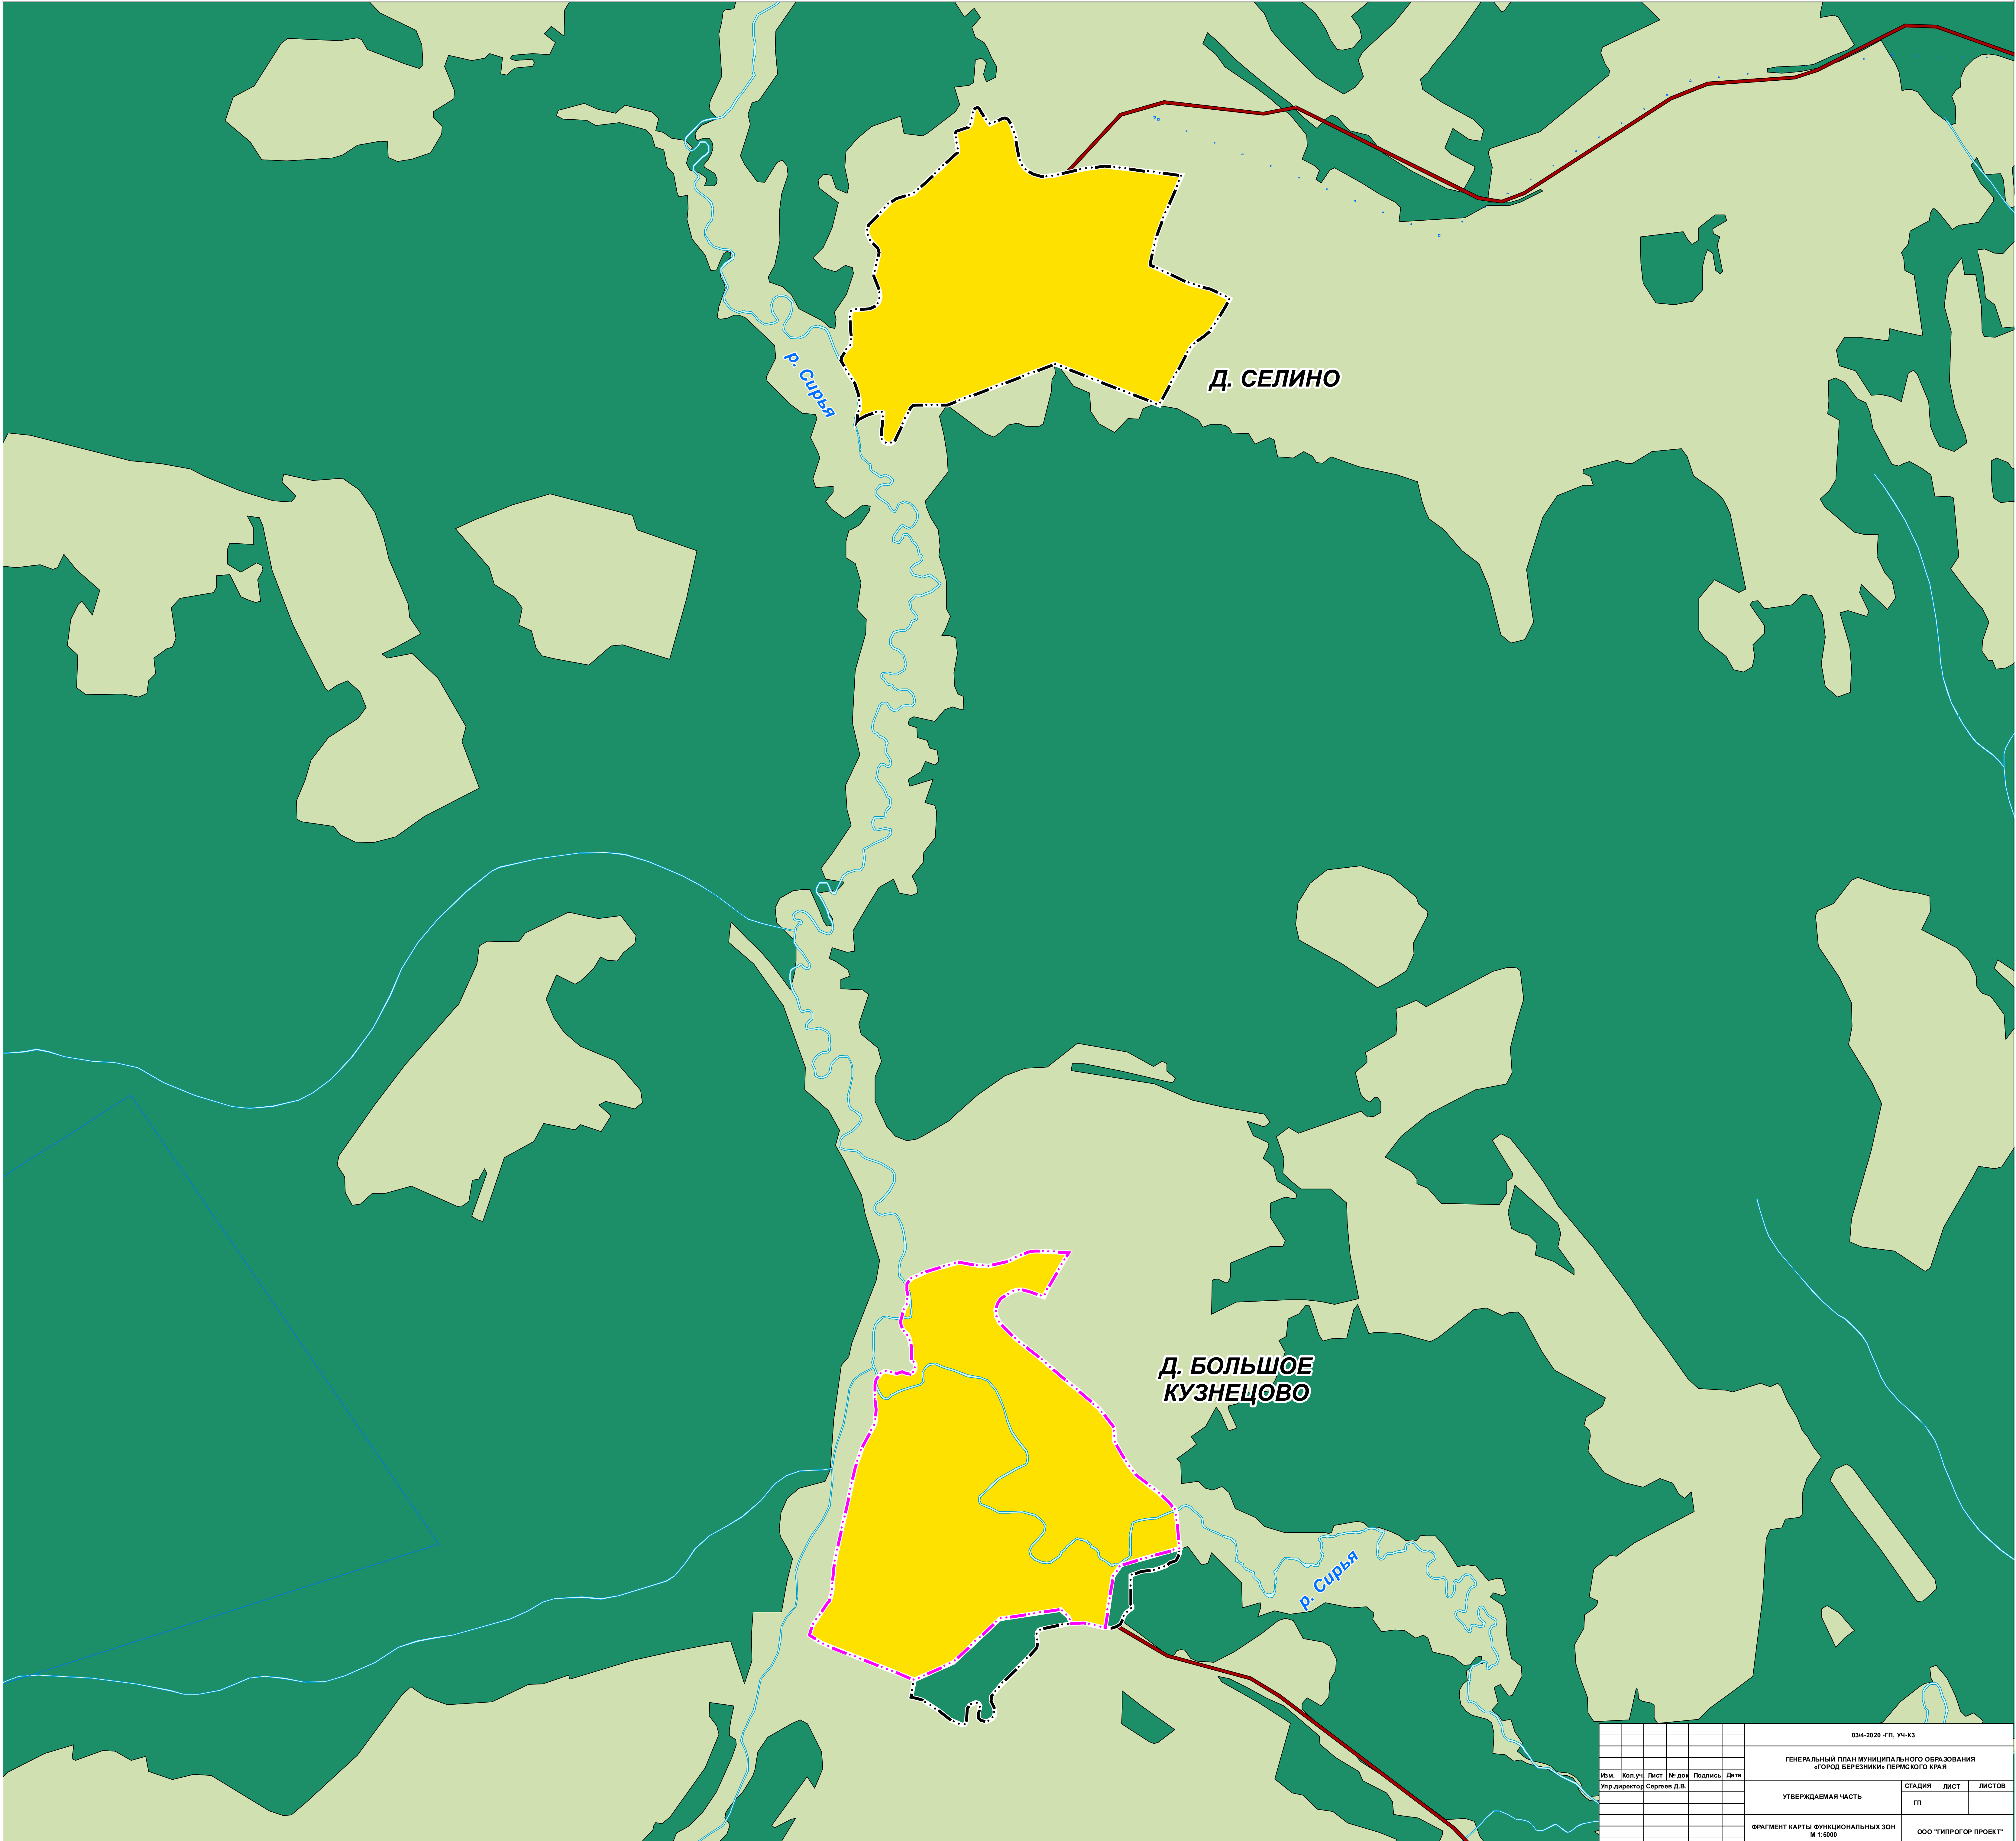 р. Сирья
Д. СЕЛИНО
Д. БОЛЬШОЕ
КУЗНЕЦОВО
р. Сирья
03/4-2020 -ГП, УЧ-КЗ
ГЕНЕРАЛЬНЫЙ ПЛАН МУНИЦИПАЛЬНОГО ОБРАЗОВАНИЯ
«ГОРОД БЕРЕЗНИКИ» ПЕРМСКОГО КРАЯ
Изм. Кол.уч Лист № док Подпись Дата
Упр.директор Сергеев Д.В.
УТВЕРЖДАЕМАЯ ЧАСТЬ
СТАДИЯ ЛИСТ ЛИСТОВ
ГП
ФРАГМЕНТ КАРТЫ ФУНКЦИОНАЛЬНЫХ ЗОН
М 1:5000
ООО "ГИПРОГОР ПРОЕКТ"